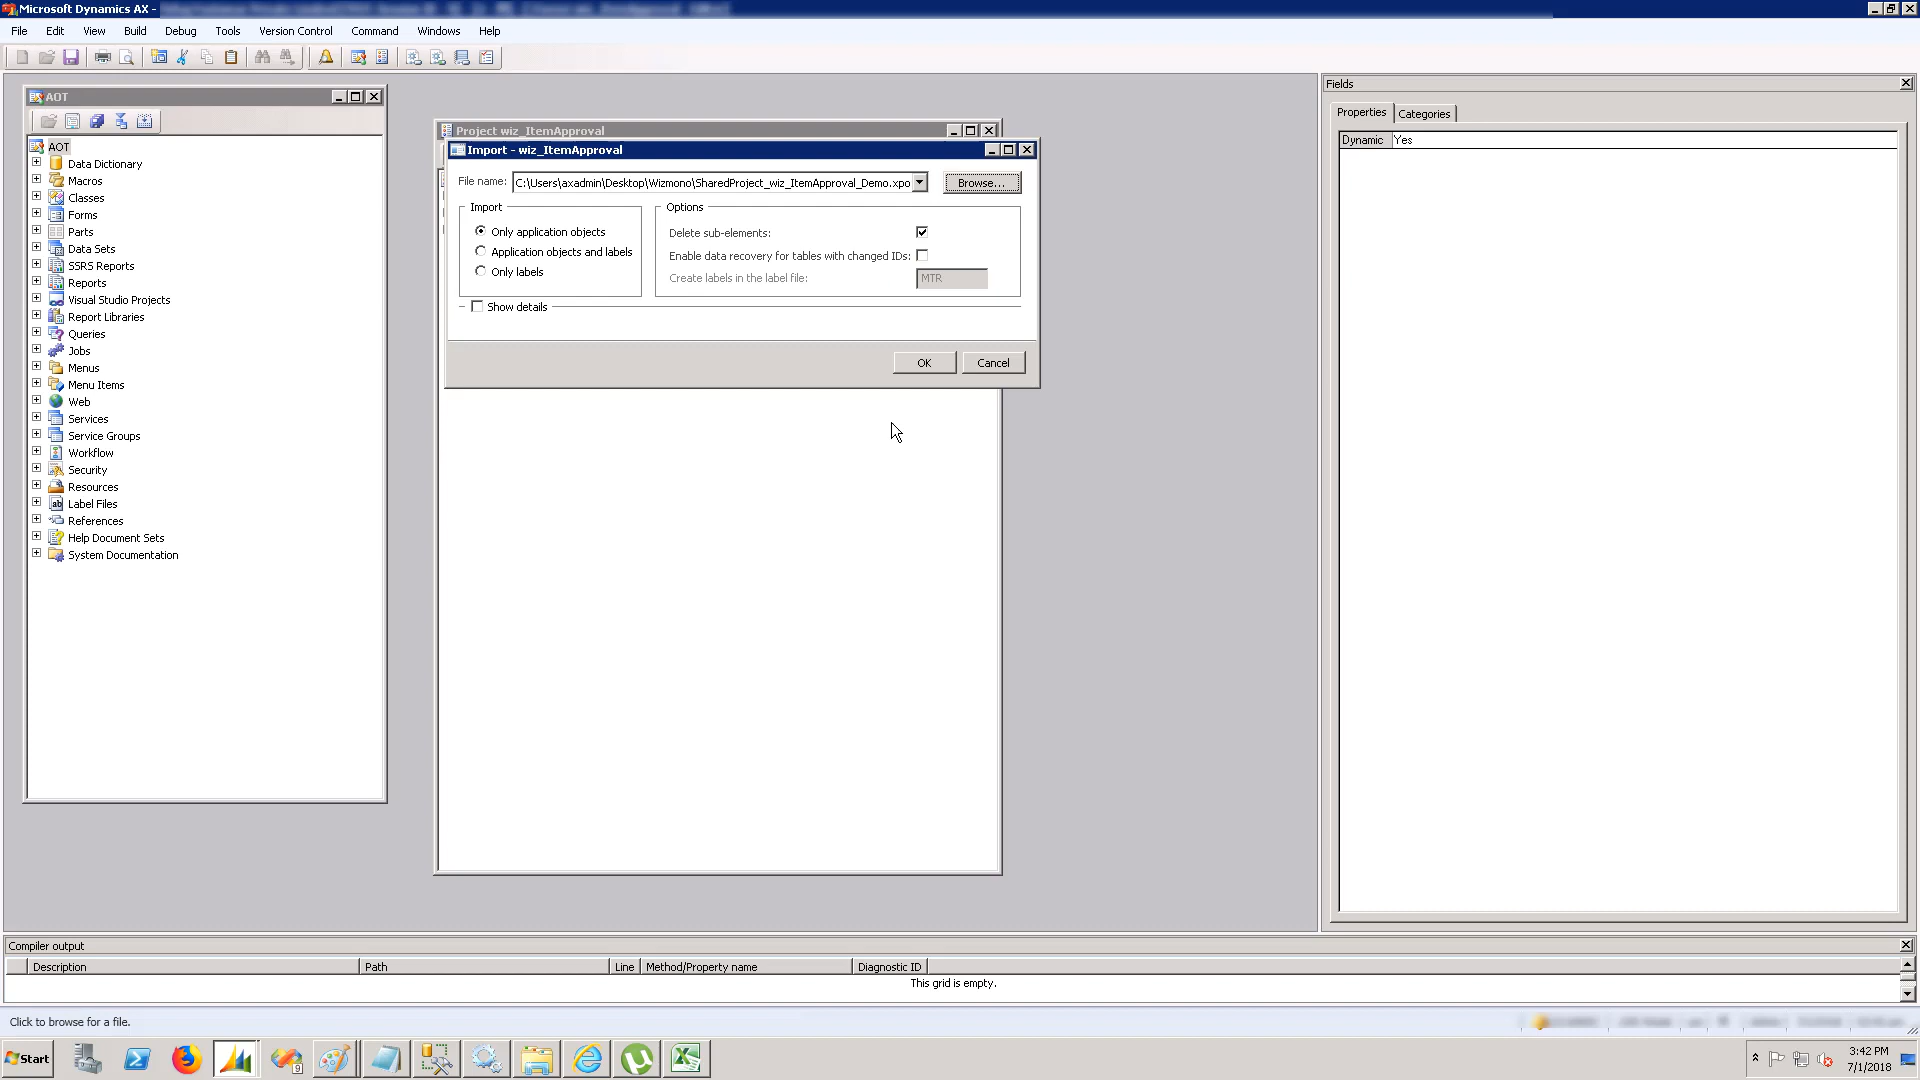 Microsoft Dynamics AX -
File Edit View Build Debug Tools Version Control Command Windows Help
AOT
AOT
Data Dictionary
Macros
Classes
Forms
Parts
Data Sets
SSRS Reports
Reports
Visual Studio Projects
Report Libraries
Queries
Jobs
Menus
Menu Items
Web
Services
Service Groups
Workflow
Security
Resources
Label Files
References
Help Document Sets
System Documentation
Project wiz_ItemApproval
Import - wiz_ItemApproval
File name: C:\Users\axadmin\Desktop\Wizmono\SharedProject_wiz_ItemApproval_Demo.xpo Browse...
Import
Only application objects
Application objects and labels
Only labels
Options
Delete sub-elements:
Enable data recovery for tables with changed IDs:
Create labels in the label file: MTR
Show details
OK Cancel
Fields
Properties Categories
Dynamic Yes
Compiler output
Description Path Line Method/Property name Diagnostic ID
This grid is empty.
Click to browse for a file.
Start
9
3:42 PM
7/1/2018